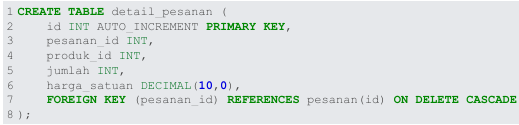 1 CREATE TABLE detail_pesanan (
2     id INT AUTO_INCREMENT PRIMARY KEY,
3     pesanan_id INT,
4     produk_id INT,
5     jumlah INT,
6     harga_satuan DECIMAL(10,0),
7     FOREIGN KEY (pesanan_id) REFERENCES pesanan(id) ON DELETE CASCADE
8 );